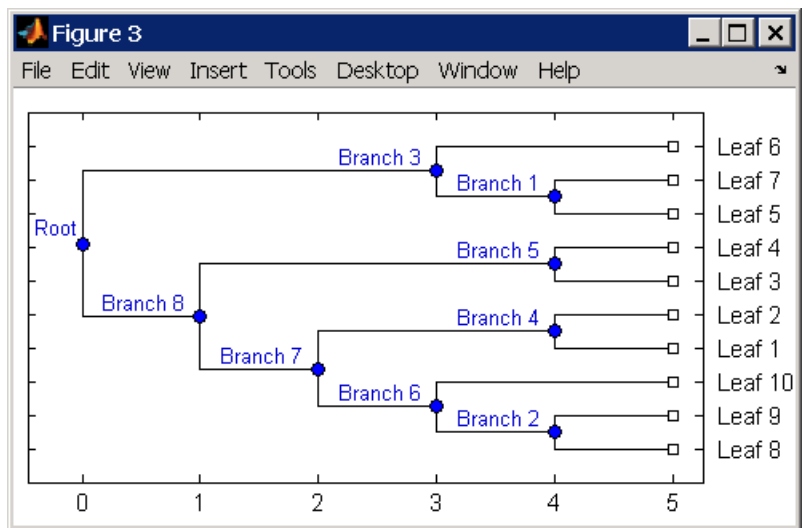 Figure 3
File Edit View Insert Tools Desktop Window Help
Leaf 6
Branch 3
Leaf 7
Branch 1
Leaf 5
Root
Leaf 4
Branch 5
Leaf 3
Branch 8
Leaf 2
Branch 4
Leaf 1
Branch 7
Leaf 10
Branch 6
Leaf 9
Branch 2
Leaf 8
0 1 2 3 4 5